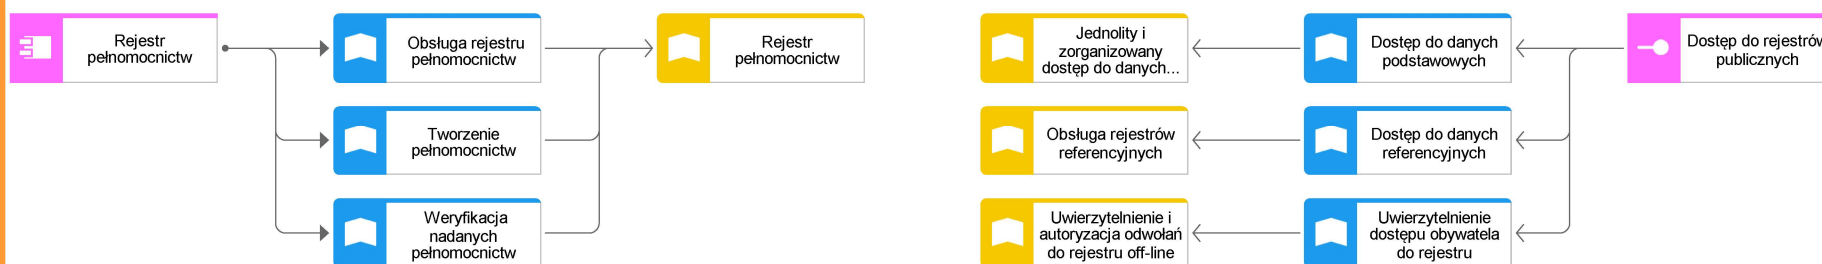 Rejestr
pełnomocnictw
Obsługa rejestru
pełnomocnictw
Rejestr
pełnomocnictw
Jednolity i
zorganizowany
dostęp do danych...
Dostęp do danych
podstawowych
Dostęp do rejestrów
publicznych
Tworzenie
pełnomocnictw
Obsługa rejestrów
referencyjnych
Dostęp do danych
referencyjnych
Weryfikacja
nadanych
pełnomocnictw
Uwierzytelnienie i
autoryzacja odwołań
do rejestru off-line
Uwierzytelnienie
dostępu obywatela
do rejestru